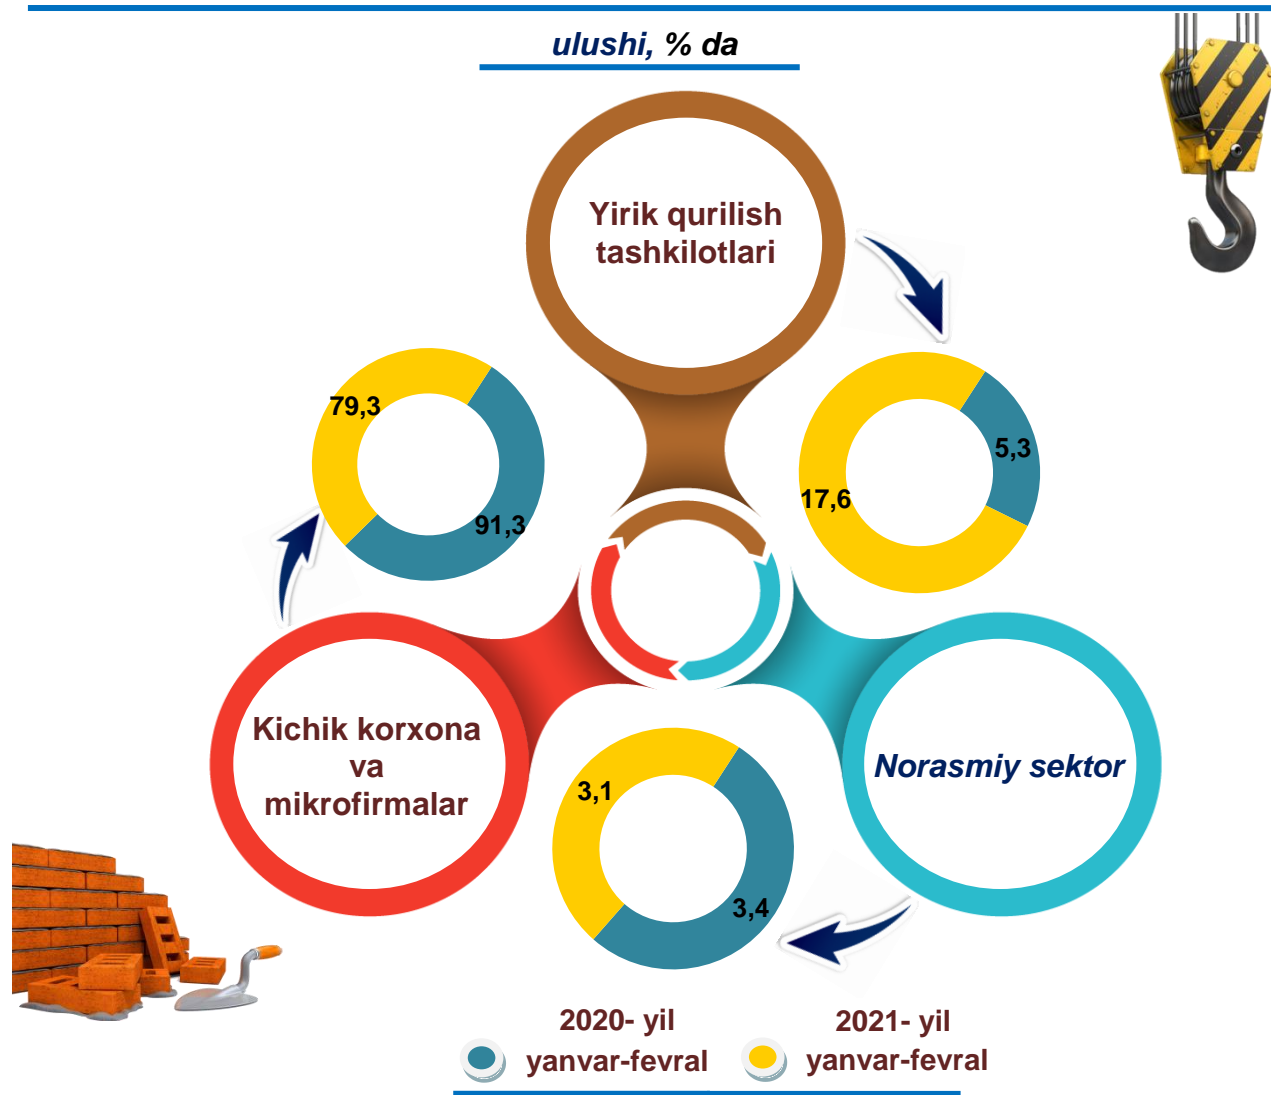 ulushi, % da
Yirik qurilish
tashkilotlari
79,3
91,3
5,3
17,6
Kichik korxona
va
mikrofirmalar
Norasmiy sektor
3,1
3,4
2020- yil
yanvar-fevral
2021- yil
yanvar-fevral